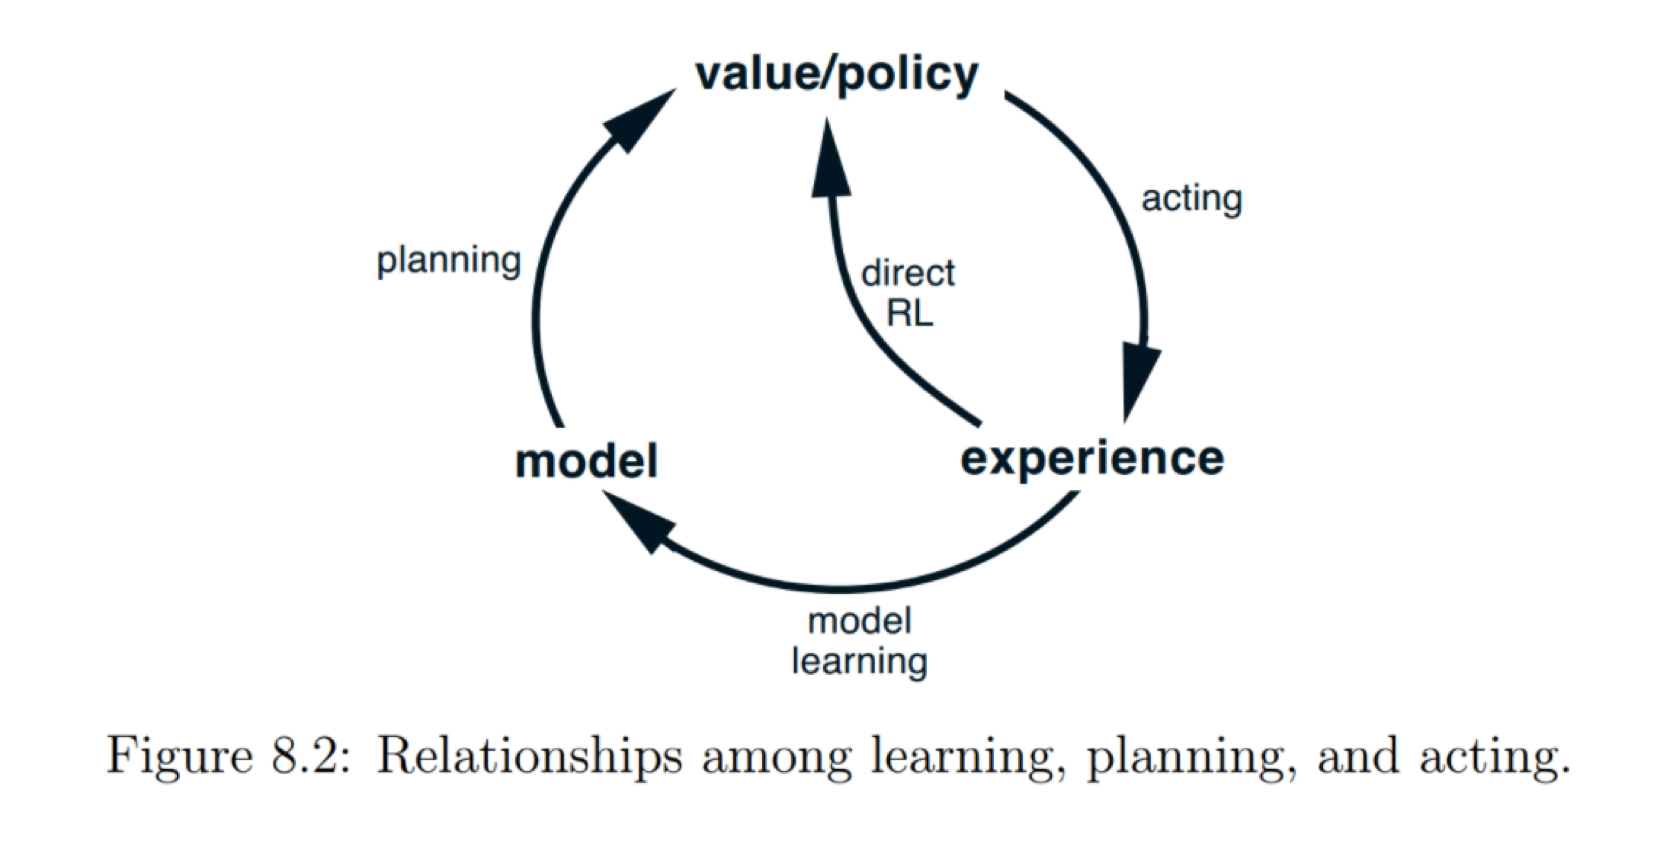 value/policy
acting
planning
direct
RL
model
experience
model
learning
Figure 8.2: Relationships among learning, planning, and acting.